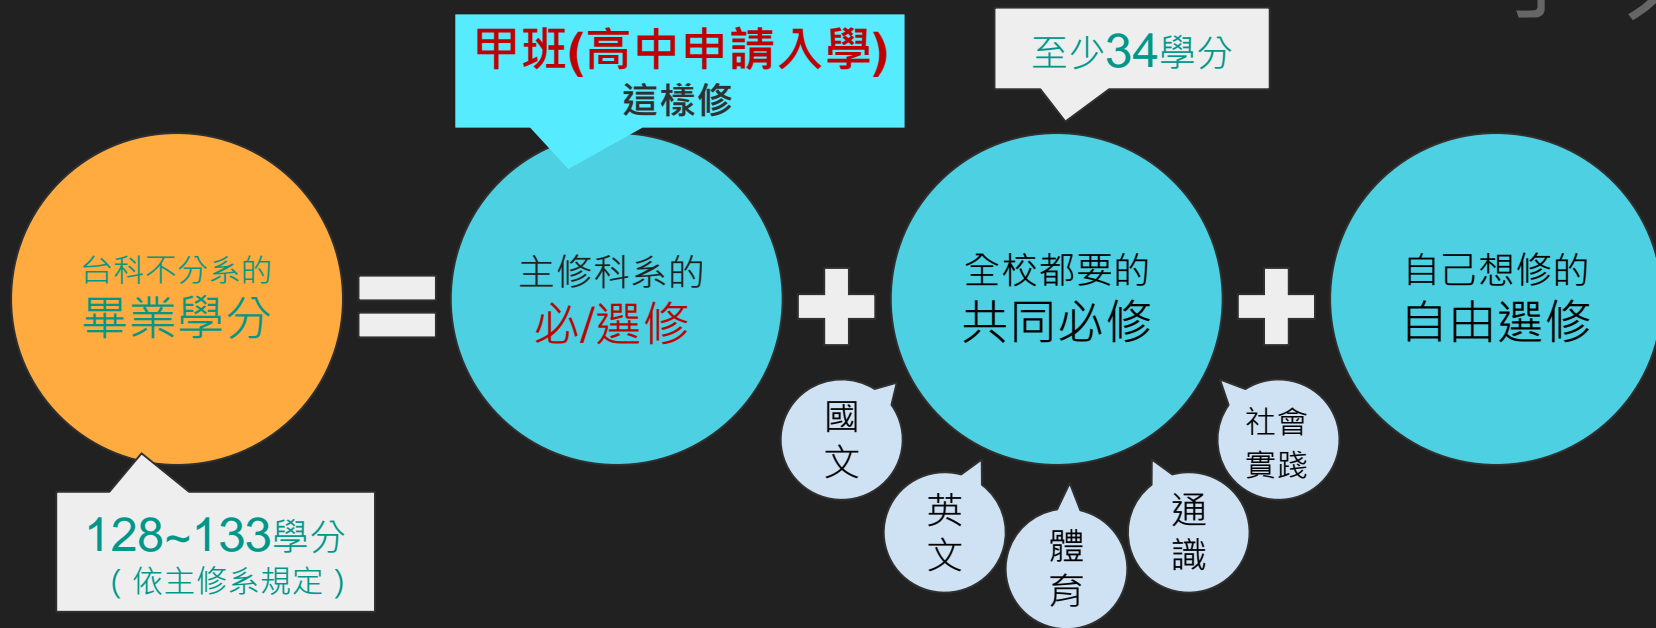 甲班(高中申請入學)
這樣修
至少34學分
台科不分系的
畢業學分
主修科系的
必/選修
全校都要的
共同必修
自己想修的
自由選修
128~133學分
(依主修系規定)
國
文
英
文
體
育
通
識
社會
實踐